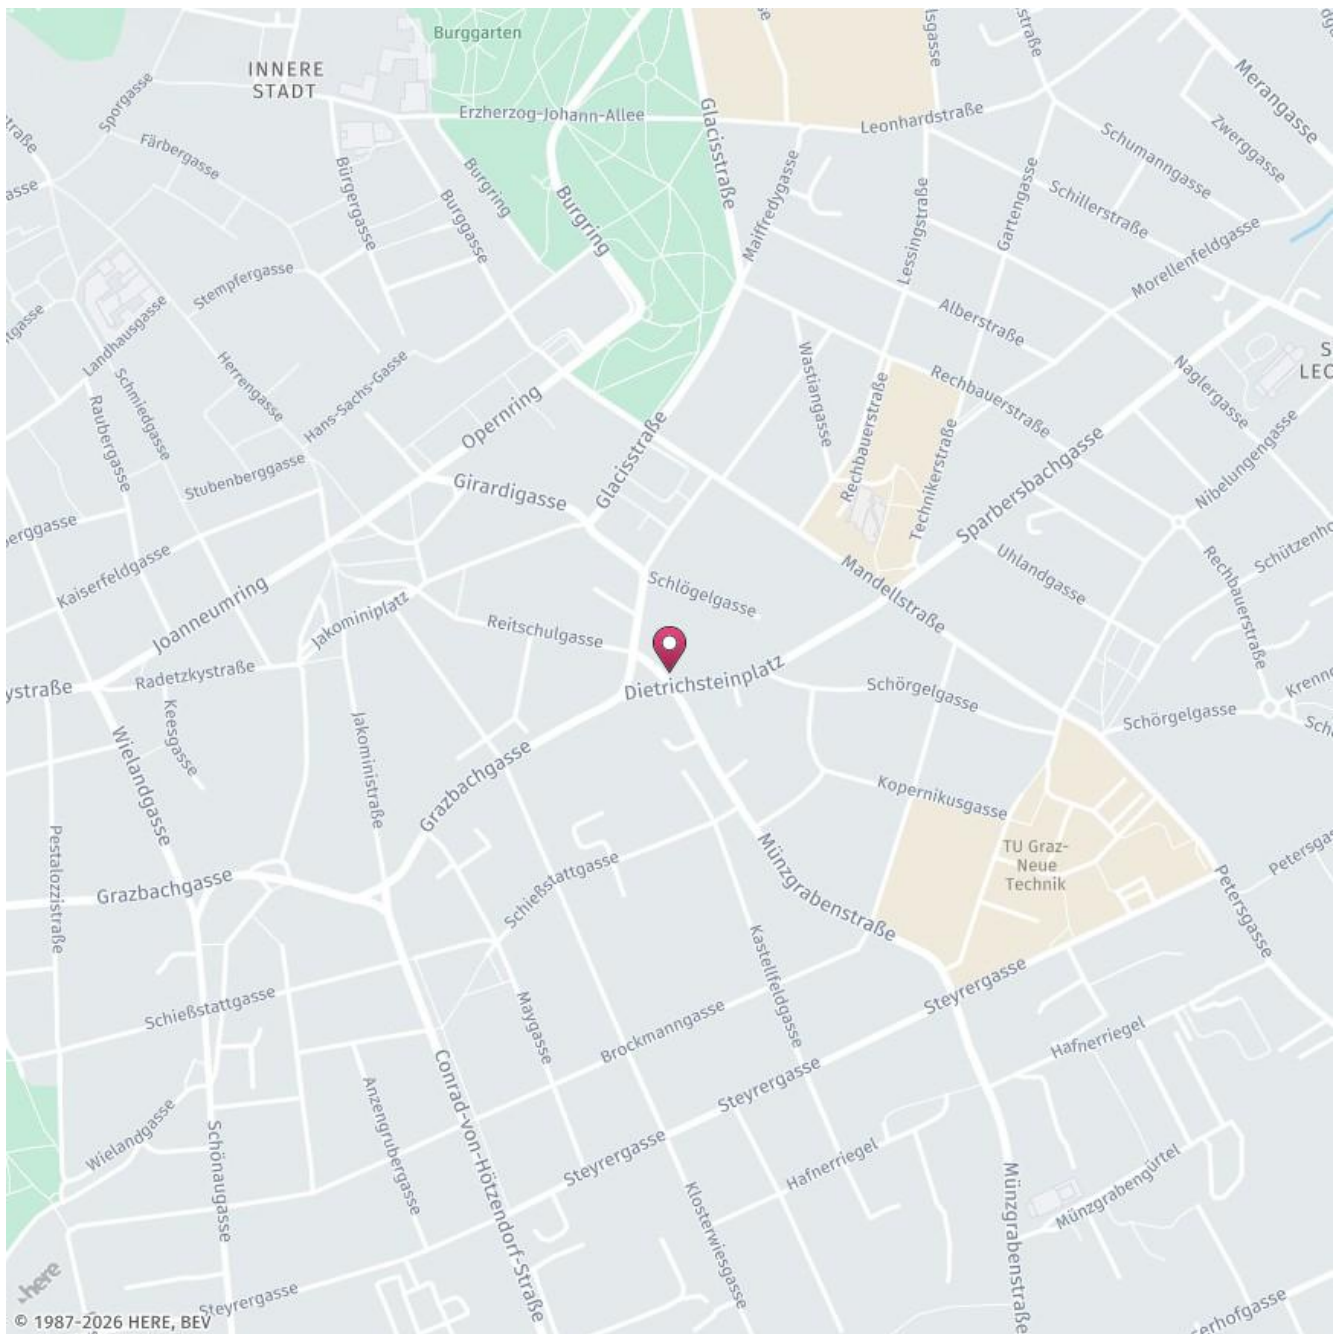 Burggarten
INNERE
STADT
Erzherzog-Johann-Allee
Leonhardstraße
Merangasse
Sporgasse
Färbergasse
Bürgergasse
Burggasse
Burgring
Burgring
Glacisstraße
Maiffredygasse
Lessingstraße
Gartengasse
Schumanngasse
Zwerggasse
Schillerstraße
Morellenfeldgasse
Stempfergasse
Landhausgasse
Herrengasse
Hans-Sachs-Gasse
Schmiedgasse
Raubergasse
Stubenberggasse
Opernring
Girardigasse
Glacisstraße
Wastiangasse
Alberstraße
Rechbauerstraße
Rechbauerstraße
Naglergasse
Nibelungengasse
Technikerstraße
Sparbersbachgasse
Kaiserfeldgasse
Joanneumring
Jakominiplatz
Reitschulgasse
Schlögelgasse
Mandellstraße
Uhlandgasse
Rechbauerstraße
Radetzkystraße
Keesgasse
Wielandgasse
Jakoministraße
Dietrichsteinplatz
Schörgelgasse
Schörgelgasse
Grazbachgasse
Kopernikusgasse
Münzgrabenstraße
TU Graz-
Neue
Technik
Pestalozzistraße
Grazbachgasse
Schießstattgasse
Petersgasse
Kastellfeldgasse
Steyrergasse
Schießstattgasse
Maygasse
Brockmanngasse
Hafnerriegel
Conrad-von-Hötzendorf-Straße
Anzengrubergasse
Steyrergasse
Wielandgasse
Schönaugasse
Steyrergasse
Hafnerriegel
Klosterwiesgasse
Münzgrabenstraße
Münzgrabengürtel
Steyrergasse
here
© 1987-2026 HERE, BEV